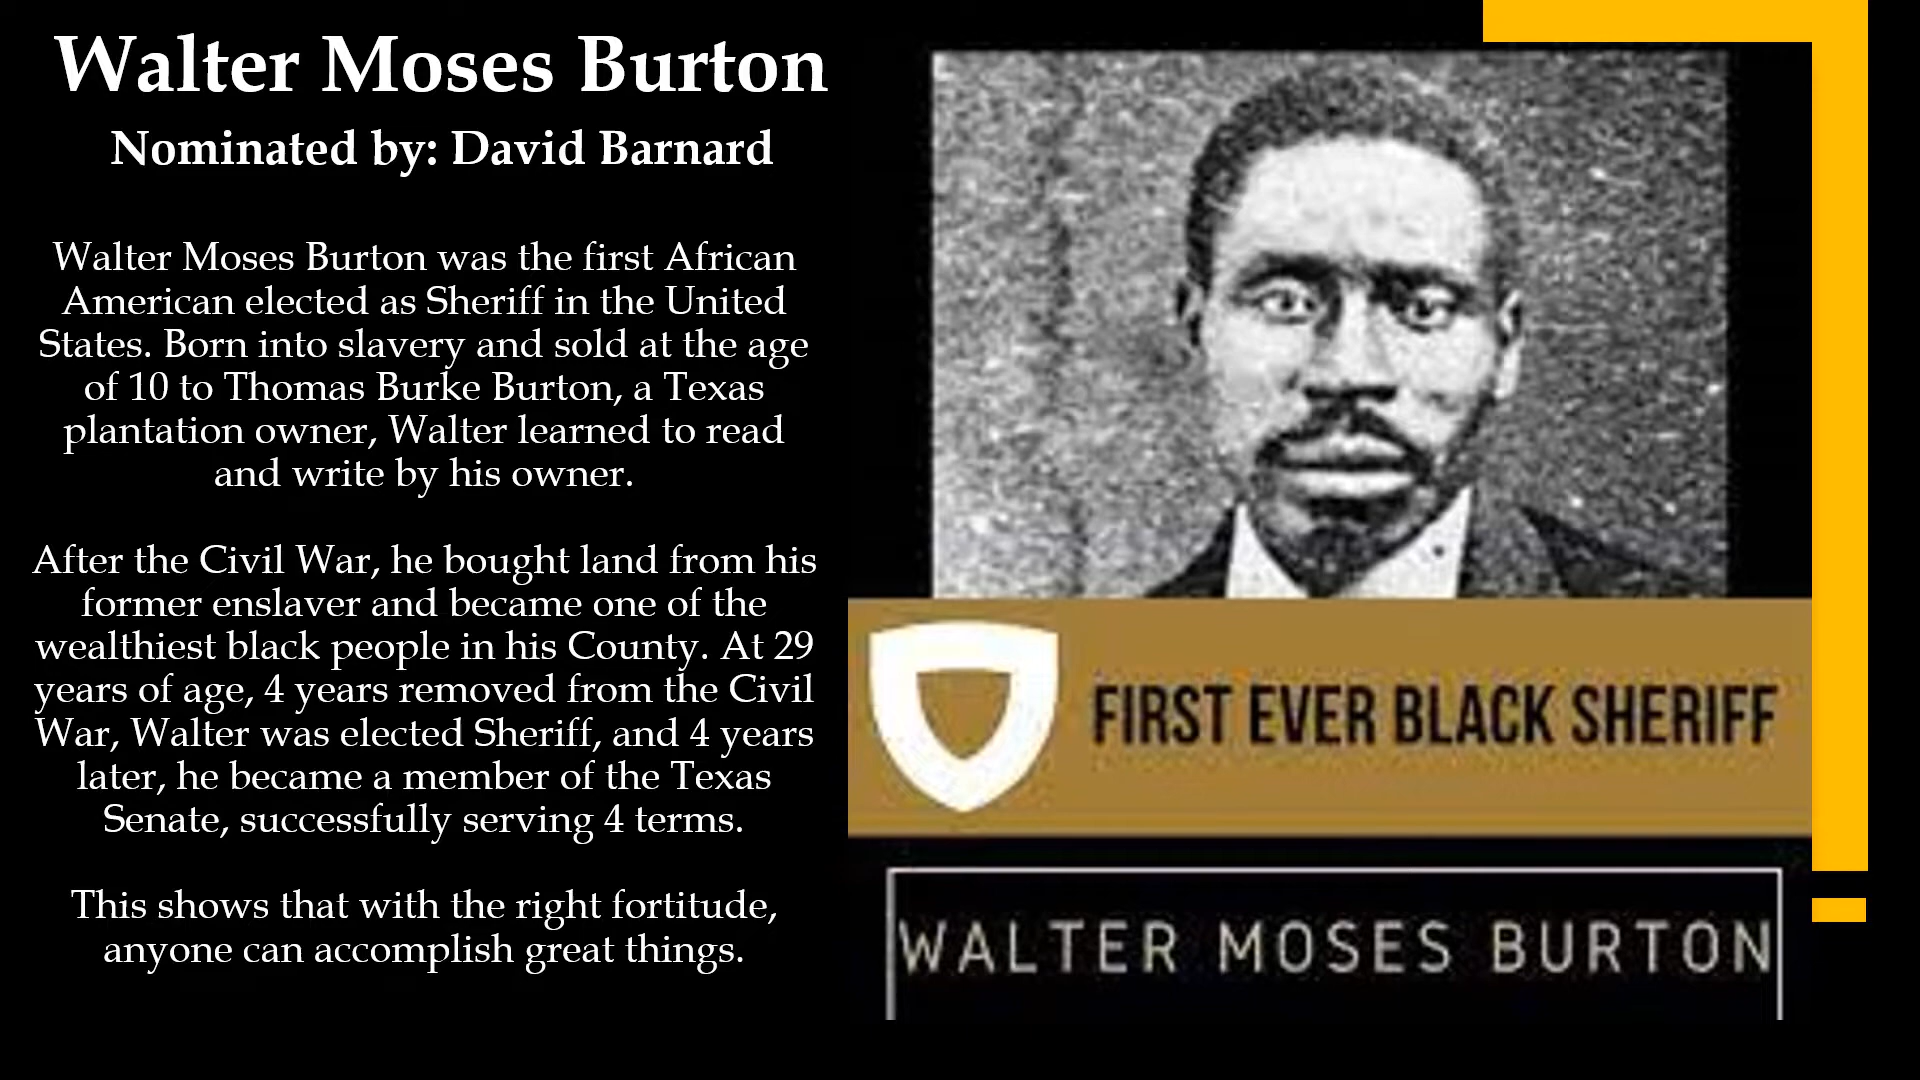 Walter Moses Burton
Nominated by: David Barnard
Walter Moses Burton was the first African
American elected as Sheriff in the United
States. Born into slavery and sold at the age
of 10 to Thomas Burke Burton, a Texas
plantation owner, Walter learned to read
and write by his owner.
After the Civil War, he bought land from his
former enslaver and became one of the
wealthiest black people in his County. At 29
years of age, 4 years removed from the Civil
War, Walter was elected Sheriff, and 4 years
later, he became a member of the Texas
Senate, successfully serving 4 terms.
This shows that with the right fortitude,
anyone can accomplish great things.
FIRST EVER BLACK SHERIFF
WALTER MOSES BURTON